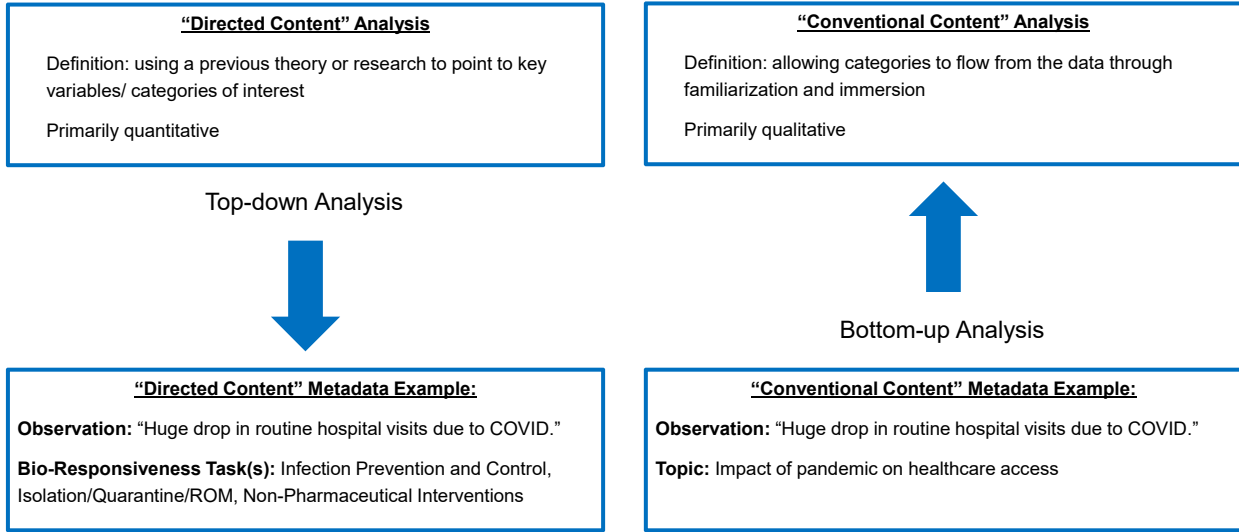 “Directed Content” Analysis
Definition: using a previous theory or research to point to key
variables/ categories of interest
Primarily quantitative
Top-down Analysis
“Directed Content” Metadata Example:
Observation: “Huge drop in routine hospital visits due to COVID.”
Bio-Responsiveness Task(s): Infection Prevention and Control,
Isolation/Quarantine/ROM, Non-Pharmaceutical Interventions
“Conventional Content” Analysis
Definition: allowing categories to flow from the data through
familiarization and immersion
Primarily qualitative
Bottom-up Analysis
“Conventional Content” Metadata Example:
Observation: “Huge drop in routine hospital visits due to COVID.”
Topic: Impact of pandemic on healthcare access